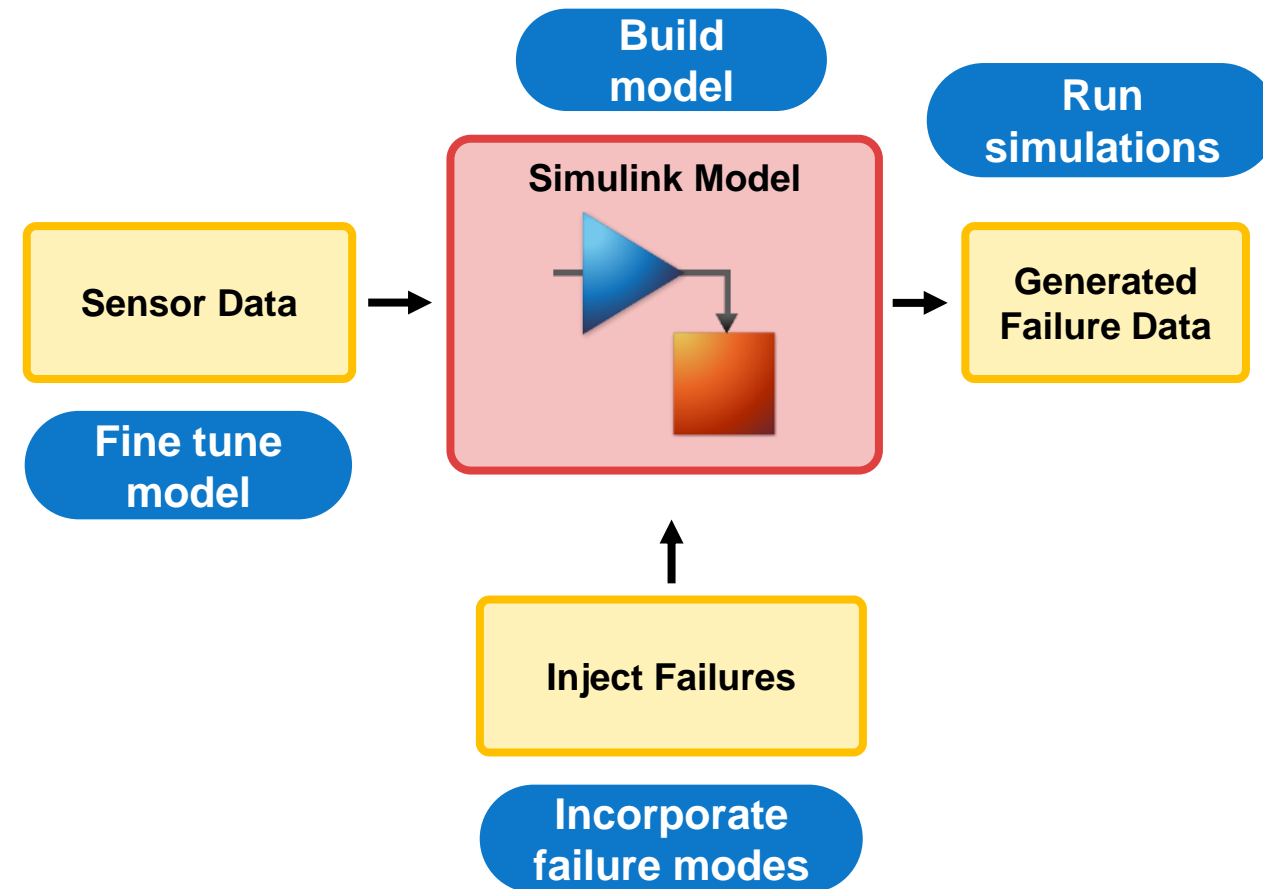 Build
model
Run
simulations
Simulink Model
Sensor Data
Generated
Failure Data
Fine tune
model
Inject Failures
Incorporate
failure modes